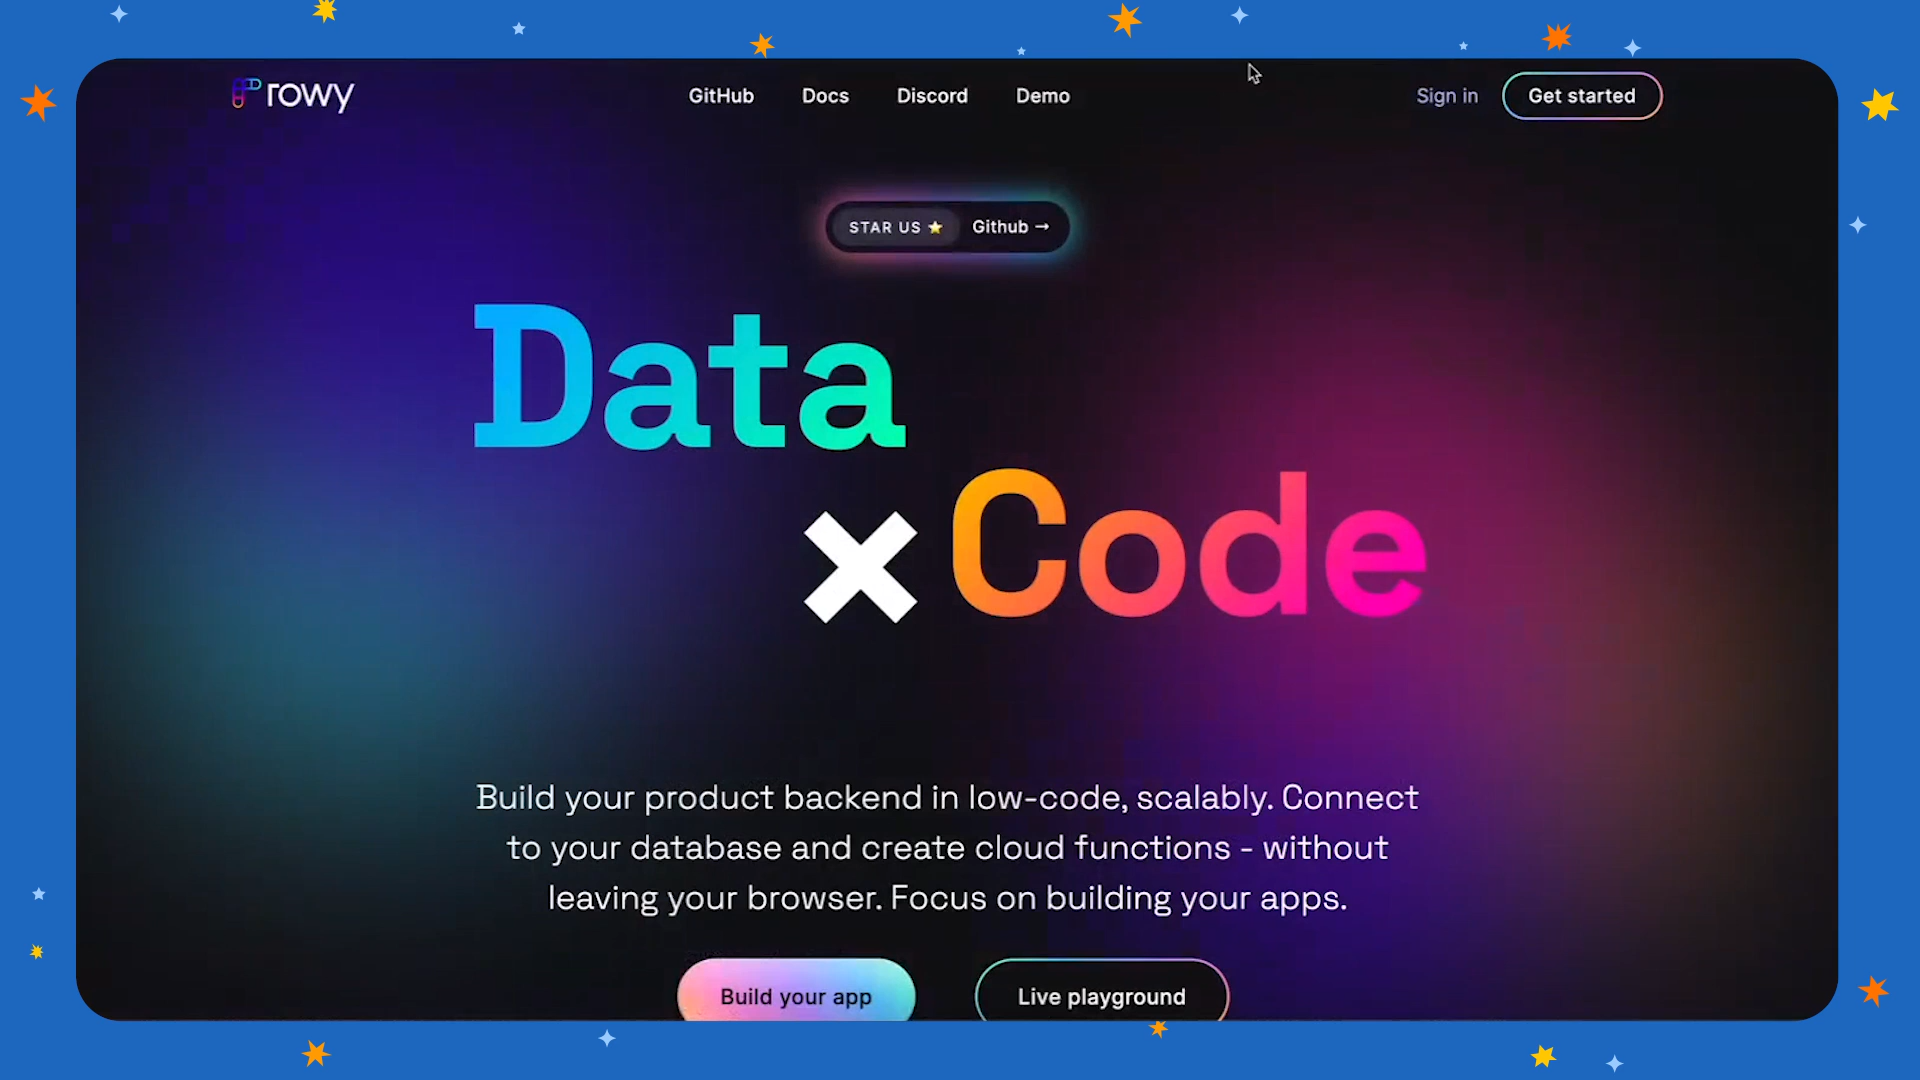 rowy
GitHub Docs Discord Demo
Sign in Get started
STAR US ⭐ Github →
Data
× Code
Build your product backend in low-code, scalably. Connect
to your database and create cloud functions - without
leaving your browser. Focus on building your apps.
Build your app Live playground